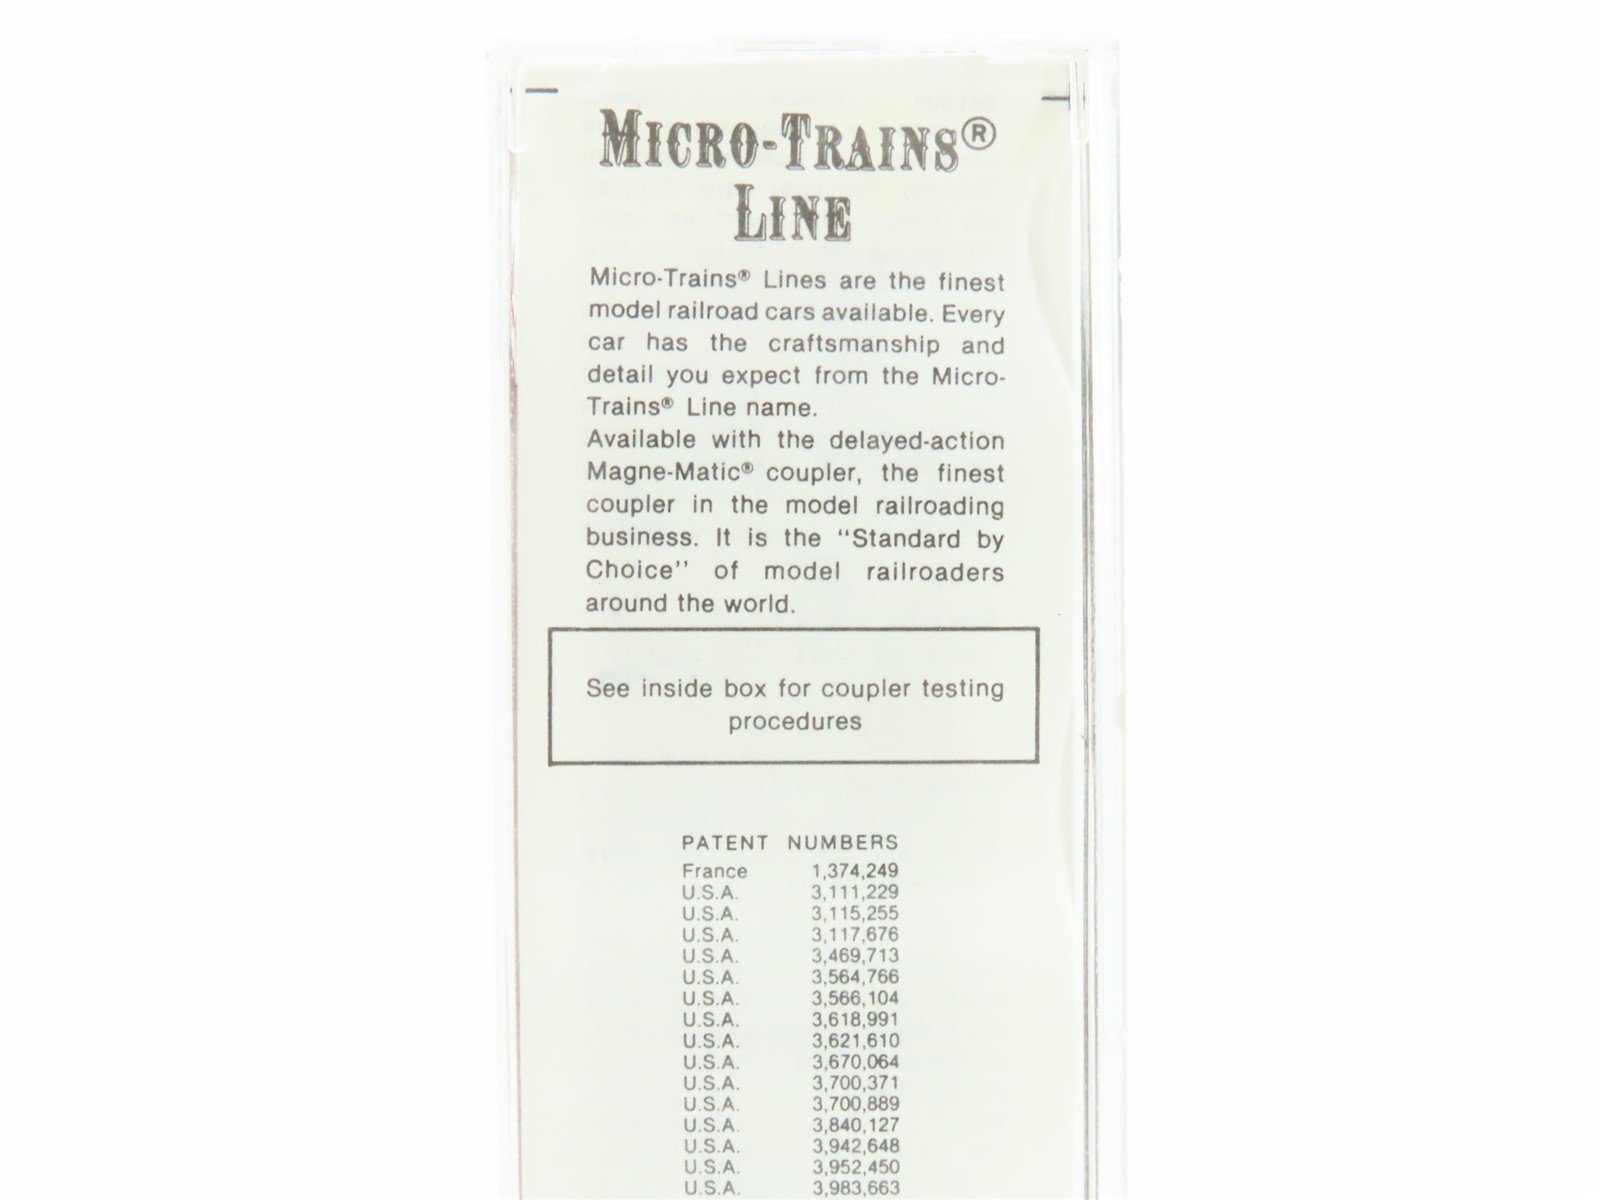 MICRO-TRAINS®
LINE
Micro-Trains® Lines are the finest
model railroad cars available. Every
car has the craftsmanship and
detail you expect from the Micro-
Trains® Line name.
Available with the delayed-action
Magne-Matic® coupler, the finest
coupler in the model railroading
business. It is the "Standard by
Choice" of model railroaders
around the world.
See inside box for coupler testing
procedures
PATENT NUMBERS
France 1,374,249
U.S.A. 3,111,229
U.S.A. 3,115,255
U.S.A. 3,117,676
U.S.A. 3,469,713
U.S.A. 3,564,766
U.S.A. 3,566,104
U.S.A. 3,618,991
U.S.A. 3,621,610
U.S.A. 3,670,064
U.S.A. 3,700,371
U.S.A. 3,700,889
U.S.A. 3,840,127
U.S.A. 3,942,648
U.S.A. 3,952,450
U.S.A. 3,983,663